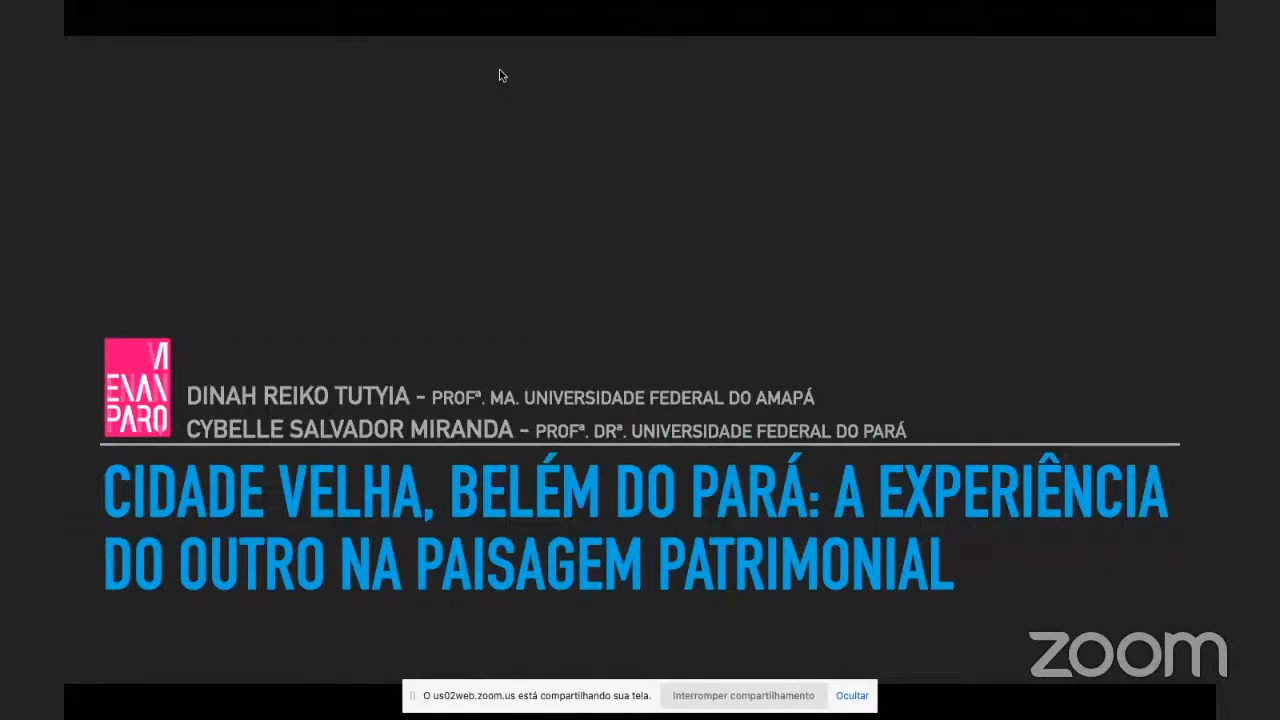 VI
ENAN
PARQ
DINAH REIKO TUTYIA - PROFª. MA. UNIVERSIDADE FEDERAL DO AMAPÁ
CYBELLE SALVADOR MIRANDA - PROFª. DRª. UNIVERSIDADE FEDERAL DO PARÁ
CIDADE VELHA, BELÉM DO PARÁ: A EXPERIÊNCIA
DO OUTRO NA PAISAGEM PATRIMONIAL
zoom
O us02web.zoom.us está compartilhando sua tela. Interromper compartilhamento Ocultar